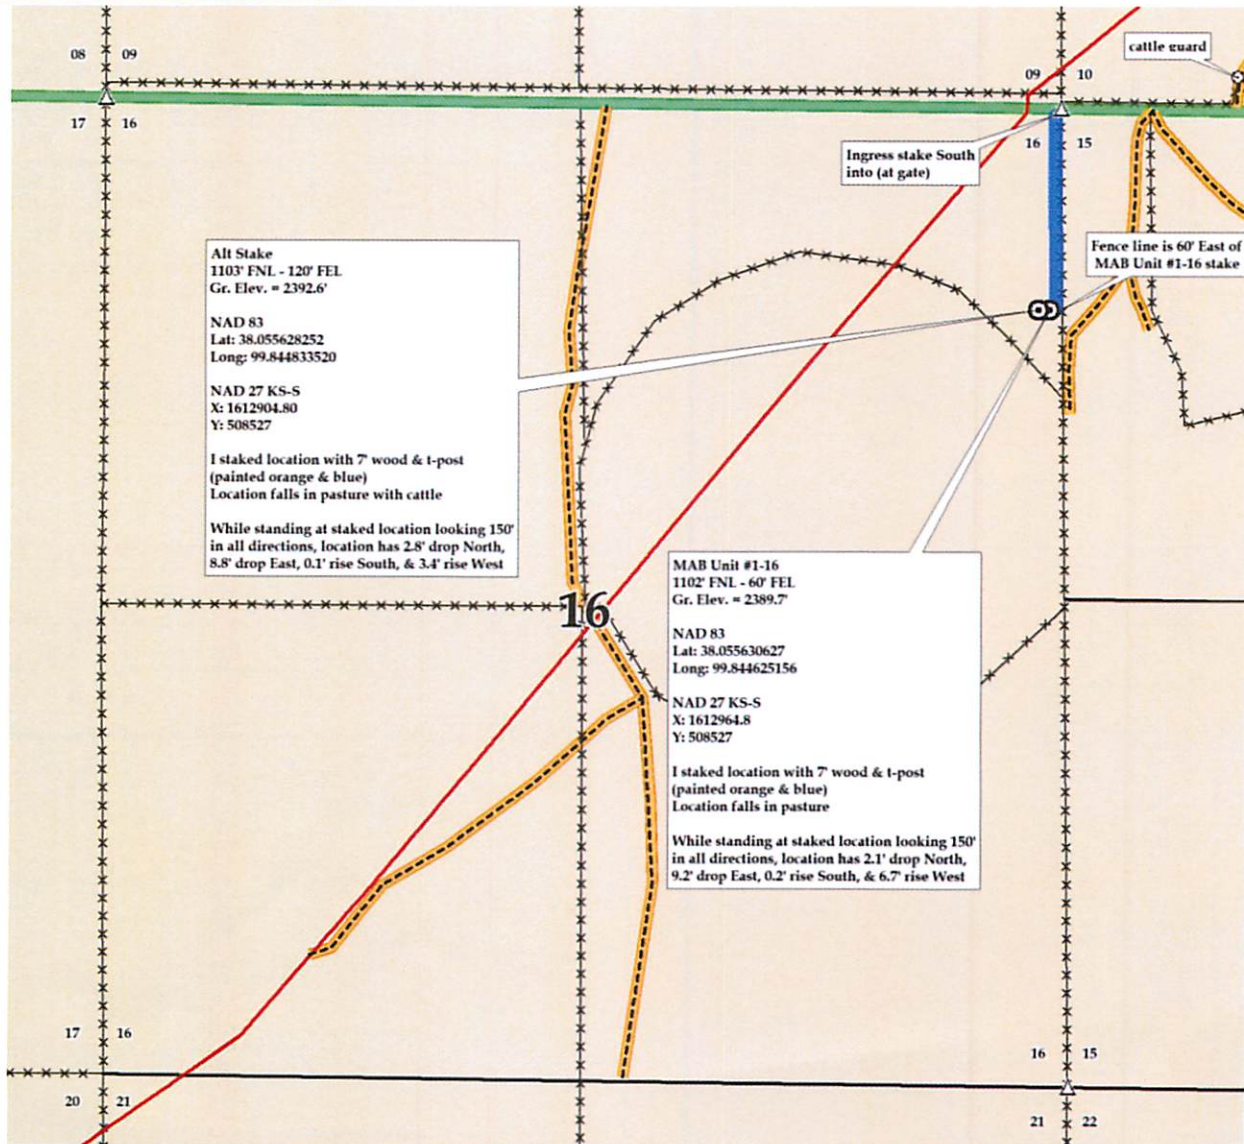 cattle guard
08 09
09 10
17 16
16 15
Ingress stake South
into (at gate)
Fence line is 60' East of
MAB Unit #1-16 stake
Alt Stake
1103' FNL - 120' FEL
Gr. Elev. = 2392.6'
NAD 83
Lat: 38.055628252
Long: 99.844833520
NAD 27 KS-S
X: 1612904.80
Y: 508527
I staked location with 7' wood & t-post
(painted orange & blue)
Location falls in pasture with cattle
While standing at staked location looking 150'
in all directions, location has 2.8' drop North,
8.8' drop East, 0.1' rise South, & 3.4' rise West
16
MAB Unit #1-16
1102' FNL - 60' FEL
Gr. Elev. = 2389.7'
NAD 83
Lat: 38.055630627
Long: 99.844625156
NAD 27 KS-S
X: 1612964.8
Y: 508527
I staked location with 7' wood & t-post
(painted orange & blue)
Location falls in pasture
While standing at staked location looking 150'
in all directions, location has 2.1' drop North,
9.2' drop East, 0.2' rise South, & 6.7' rise West
17 16
16 15
20 21
21 22